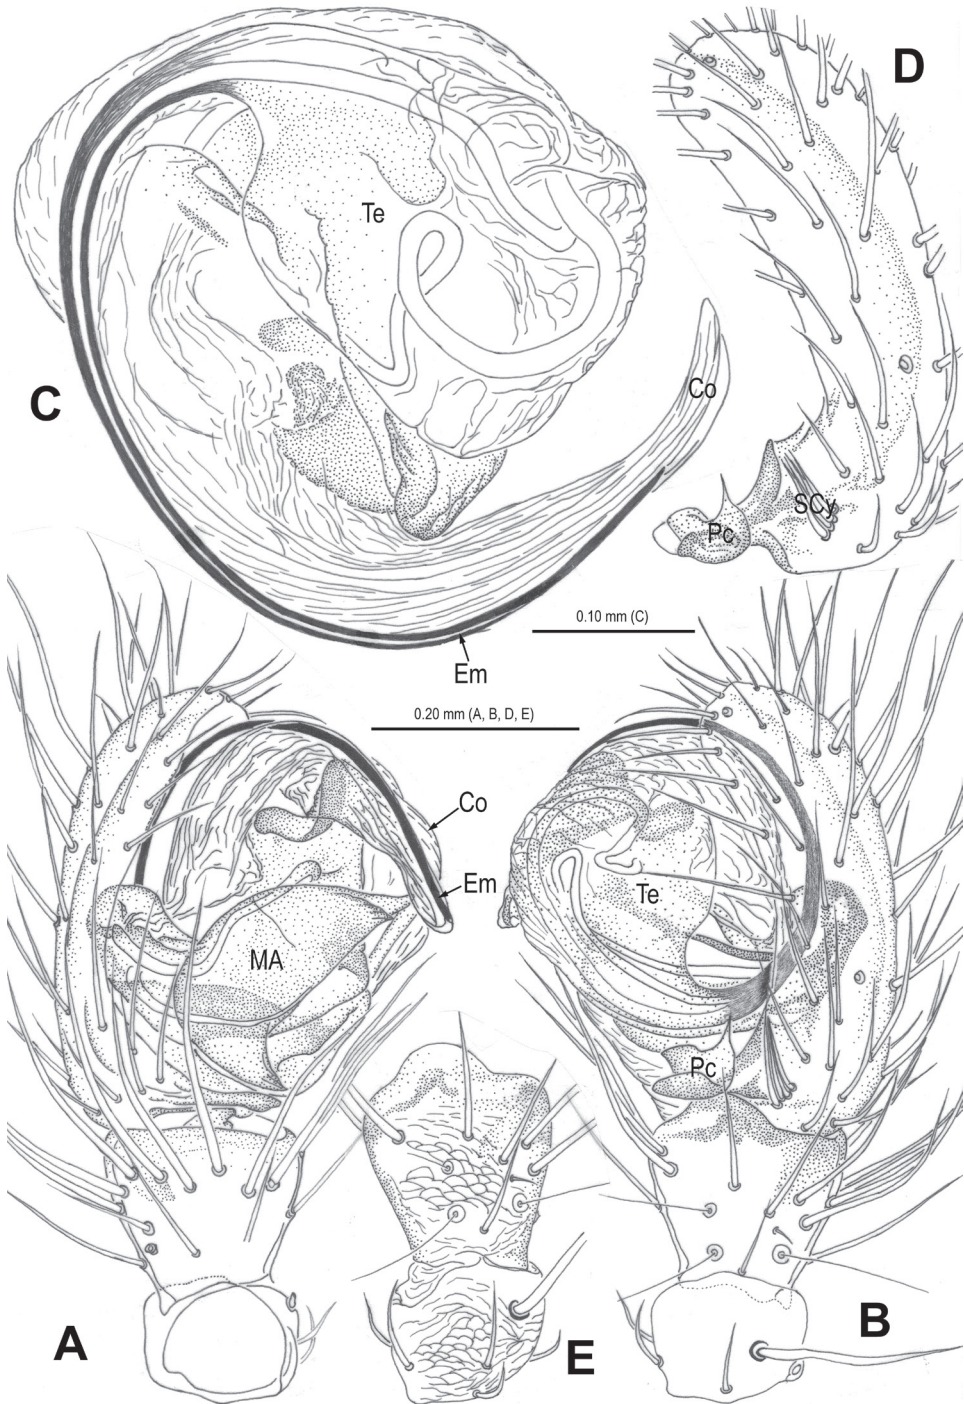 D
Te
C
Co
SCy
Pc
0.10 mm (C)
Em
0.20 mm (A, B, D, E)
Co
Em
Te
MA
Pc
B
A
E